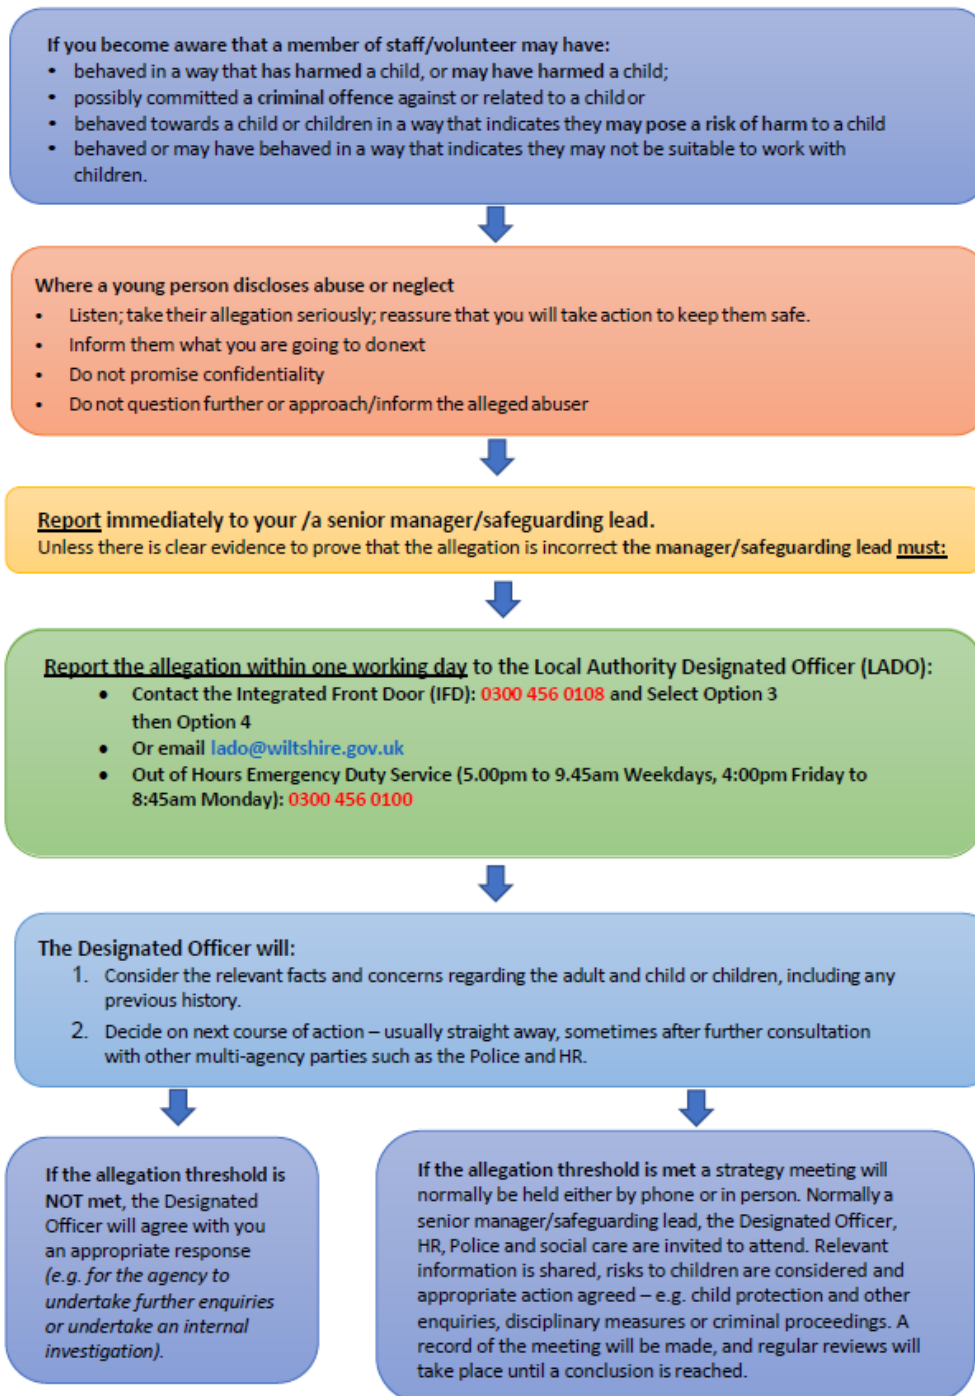 If you become aware that a member of staff/volunteer may have:
• behaved in a way that has harmed a child, or may have harmed a child;
• possibly committed a criminal offence against or related to a child or
• behaved towards a child or children in a way that indicates they may pose a risk of harm to a child
• behaved or may have behaved in a way that indicates they may not be suitable to work with
children.
Where a young person discloses abuse or neglect
• Listen; take their allegation seriously; reassure that you will take action to keep them safe.
• Inform them what you are going to donext
• Do not promise confidentiality
• Do not question further or approach/inform the alleged abuser
Report immediately to your /a senior manager/safeguarding lead.
Unless there is clear evidence to prove that the allegation is incorrect the manager/safeguarding lead must:
Report the allegation within one working day to the Local Authority Designated Officer (LADO):
• Contact the Integrated Front Door (IFD): 0300 456 0108 and Select Option 3
then Option 4
• Or email lado@wiltshire.gov.uk
• Out of Hours Emergency Duty Service (5.00pm to 9.45am Weekdays, 4:00pm Friday to
8:45am Monday): 0300 456 0100
The Designated Officer will:
1. Consider the relevant facts and concerns regarding the adult and child or children, including any
previous history.
2. Decide on next course of action – usually straight away, sometimes after further consultation
with other multi-agency parties such as the Police and HR.
If the allegation threshold is
NOT met, the Designated
Officer will agree with you
an appropriate response
(e.g. for the agency to
undertake further enquiries
or undertake an internal
investigation).
If the allegation threshold is met a strategy meeting will
normally be held either by phone or in person. Normally a
senior manager/safeguarding lead, the Designated Officer,
HR, Police and social care are invited to attend. Relevant
information is shared, risks to children are considered and
appropriate action agreed – e.g. child protection and other
enquiries, disciplinary measures or criminal proceedings. A
record of the meeting will be made, and regular reviews will
take place until a conclusion is reached.